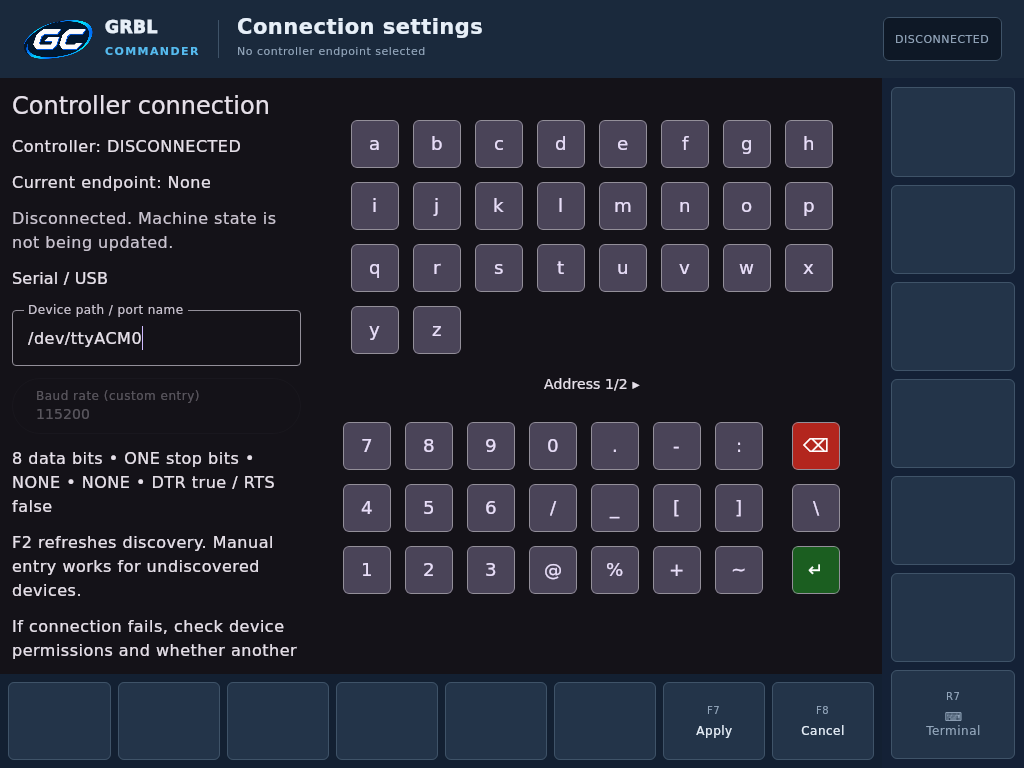 GC
GRBL
COMMANDER
Connection settings
No controller endpoint selected
DISCONNECTED
Controller connection
Controller: DISCONNECTED
Current endpoint: None
Disconnected. Machine state is
not being updated.
Serial / USB
Device path / port name
/dev/ttyACM0
Baud rate (custom entry)
115200
8 data bits • ONE stop bits •
NONE • NONE • DTR true / RTS
false
F2 refreshes discovery. Manual
entry works for undiscovered
devices.
If connection fails, check device
permissions and whether another
a b c d e f g h
i j k l m n o p
q r s t u v w x
y z
Address 1/2 ▸
7 8 9 0 . - : ⌫
4 5 6 / _ [ ] \
1 2 3 @ % + ~ ↵
F7
Apply
F8
Cancel
R7
⌨
Terminal